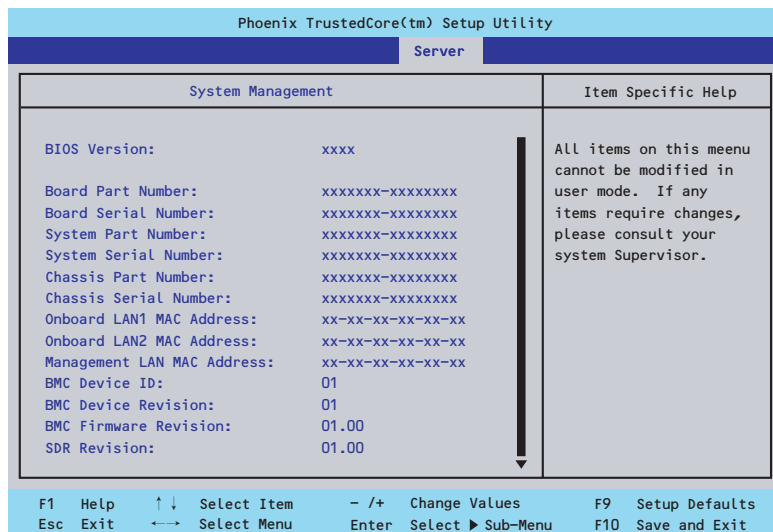 Phoenix TrustedCore(tm) Setup Utility
Server
System Management
Item Specific Help
BIOS Version: xxxx
Board Part Number: xxxxxxx-xxxxxxxx
Board Serial Number: xxxxxxx-xxxxxxxx
System Part Number: xxxxxxx-xxxxxxxx
System Serial Number: xxxxxxx-xxxxxxxx
Chassis Part Number: xxxxxxx-xxxxxxxx
Chassis Serial Number: xxxxxxx-xxxxxxxx
Onboard LAN1 MAC Address: xx-xx-xx-xx-xx-xx
Onboard LAN2 MAC Address: xx-xx-xx-xx-xx-xx
Management LAN MAC Address: xx-xx-xx-xx-xx-xx
BMC Device ID: 01
BMC Device Revision: 01
BMC Firmware Revision: 01.00
SDR Revision: 01.00
All items on this meenu
cannot be modified in
user mode. If any
items require changes,
please consult your
system Supervisor.
F1 Help ↑↓ Select Item - /+ Change Values F9 Setup Defaults
Esc Exit ←→ Select Menu Enter Select ▶ Sub-Menu F10 Save and Exit